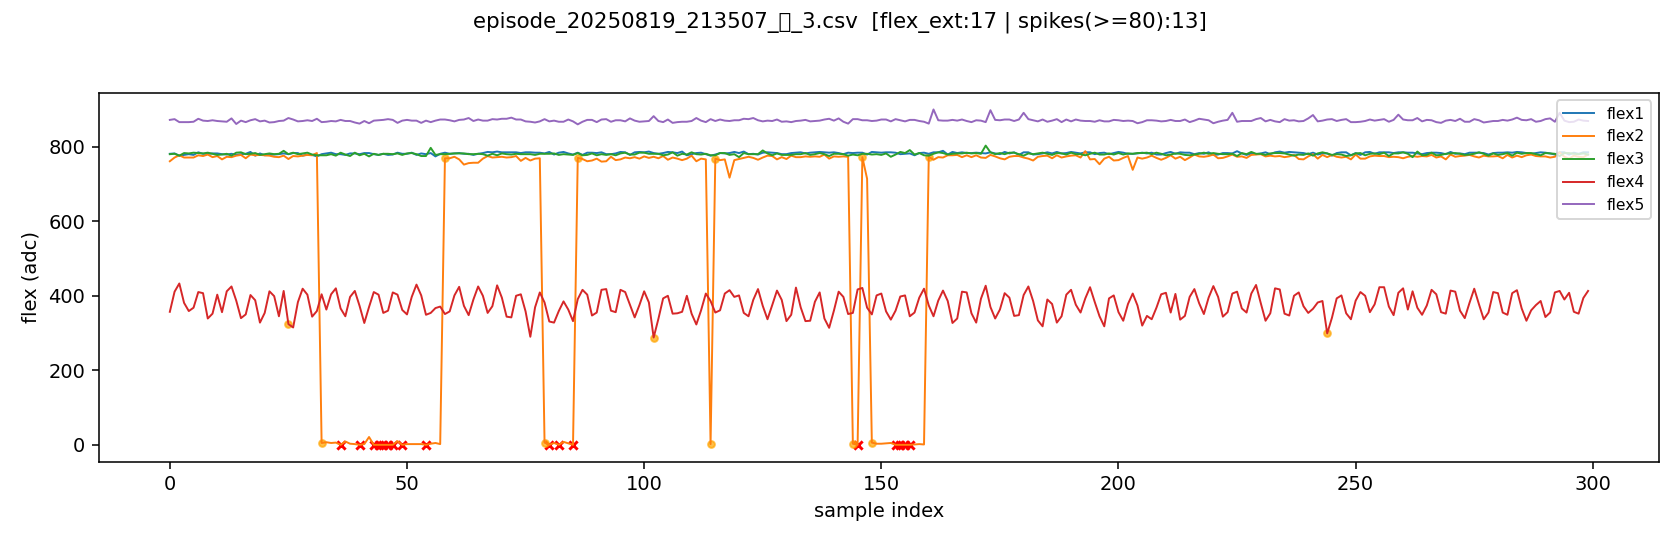 episode_20250819_213507_▯_3.csv [flex_ext:17 | spikes(>=80):13]
flex1
flex2
flex3
flex4
flex5
800
600
400
200
0
flex (adc)
0 50 100 150 200 250 300
sample index